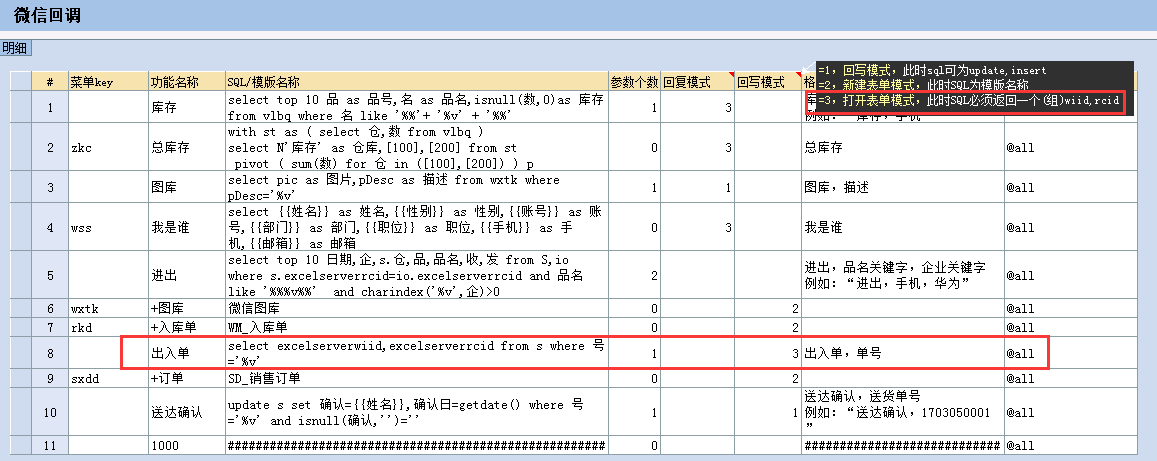 微信回调
明细
# 菜单key 功能名称 SQL/模版名称 参数个数 回复模式 回写模式 格
=1，回写模式，此时sql可为update,insert
=2，新建表单模式，此时SQL为模版名称
=3，打开表单模式，此时SQL必须返回一个(组)wiid,rcid
1 库存 select top 10 品 as 品号,名 as 品名,isnull(数,0)as 库存 1 3
from vlbq where 名 like '%%'+ '%v' + '%%'
2 zkc 总库存 with st as ( select 仓,数 from vlbq ) 0 3 总库存 @all
select N'库存' as 仓库,[100],[200] from st
pivot ( sum(数) for 仓 in ([100],[200]) ) p
3 图库 select pic as 图片,pDesc as 描述 from wxtk where 1 1 图库，描述 @all
pDesc='%v'
4 wss 我是谁 select {{姓名}} as 姓名,{{性别}} as 性别,{{账号}} as 账 0 3 我是谁 @all
号,{{部门}} as 部门,{{职位}} as 职位,{{手机}} as 手
机,{{邮箱}} as 邮箱
5 进出 select top 10 日期,企,s.仓,品,品名,收,发 from S,io 2 进出，品名关键字，企业关键字 @all
where s.excelserverrcid=io.excelserverrcid and 品名 例如：“进出，手机，华为”
like '%%%v%%' and charindex('%v',企)>0
6 wxtk +图库 微信图库 0 2 @all
7 rkd +入库单 WM_入库单 0 2 @all
8 出入单 select excelserverwiid,excelserverrcid from s where 号 1 3 出入单，单号 @all
='%v'
9 sxdd +订单 SD_销售订单 0 2 @all
10 送达确认 update s set 确认={{姓名}},确认日=getdate() where 号 1 1 送达确认，送货单号 @all
='%v' and isnull(确认,'')='' 例如：“送达确认，1703050001
”
11 1000 ###################################################### 0 ########################### @all